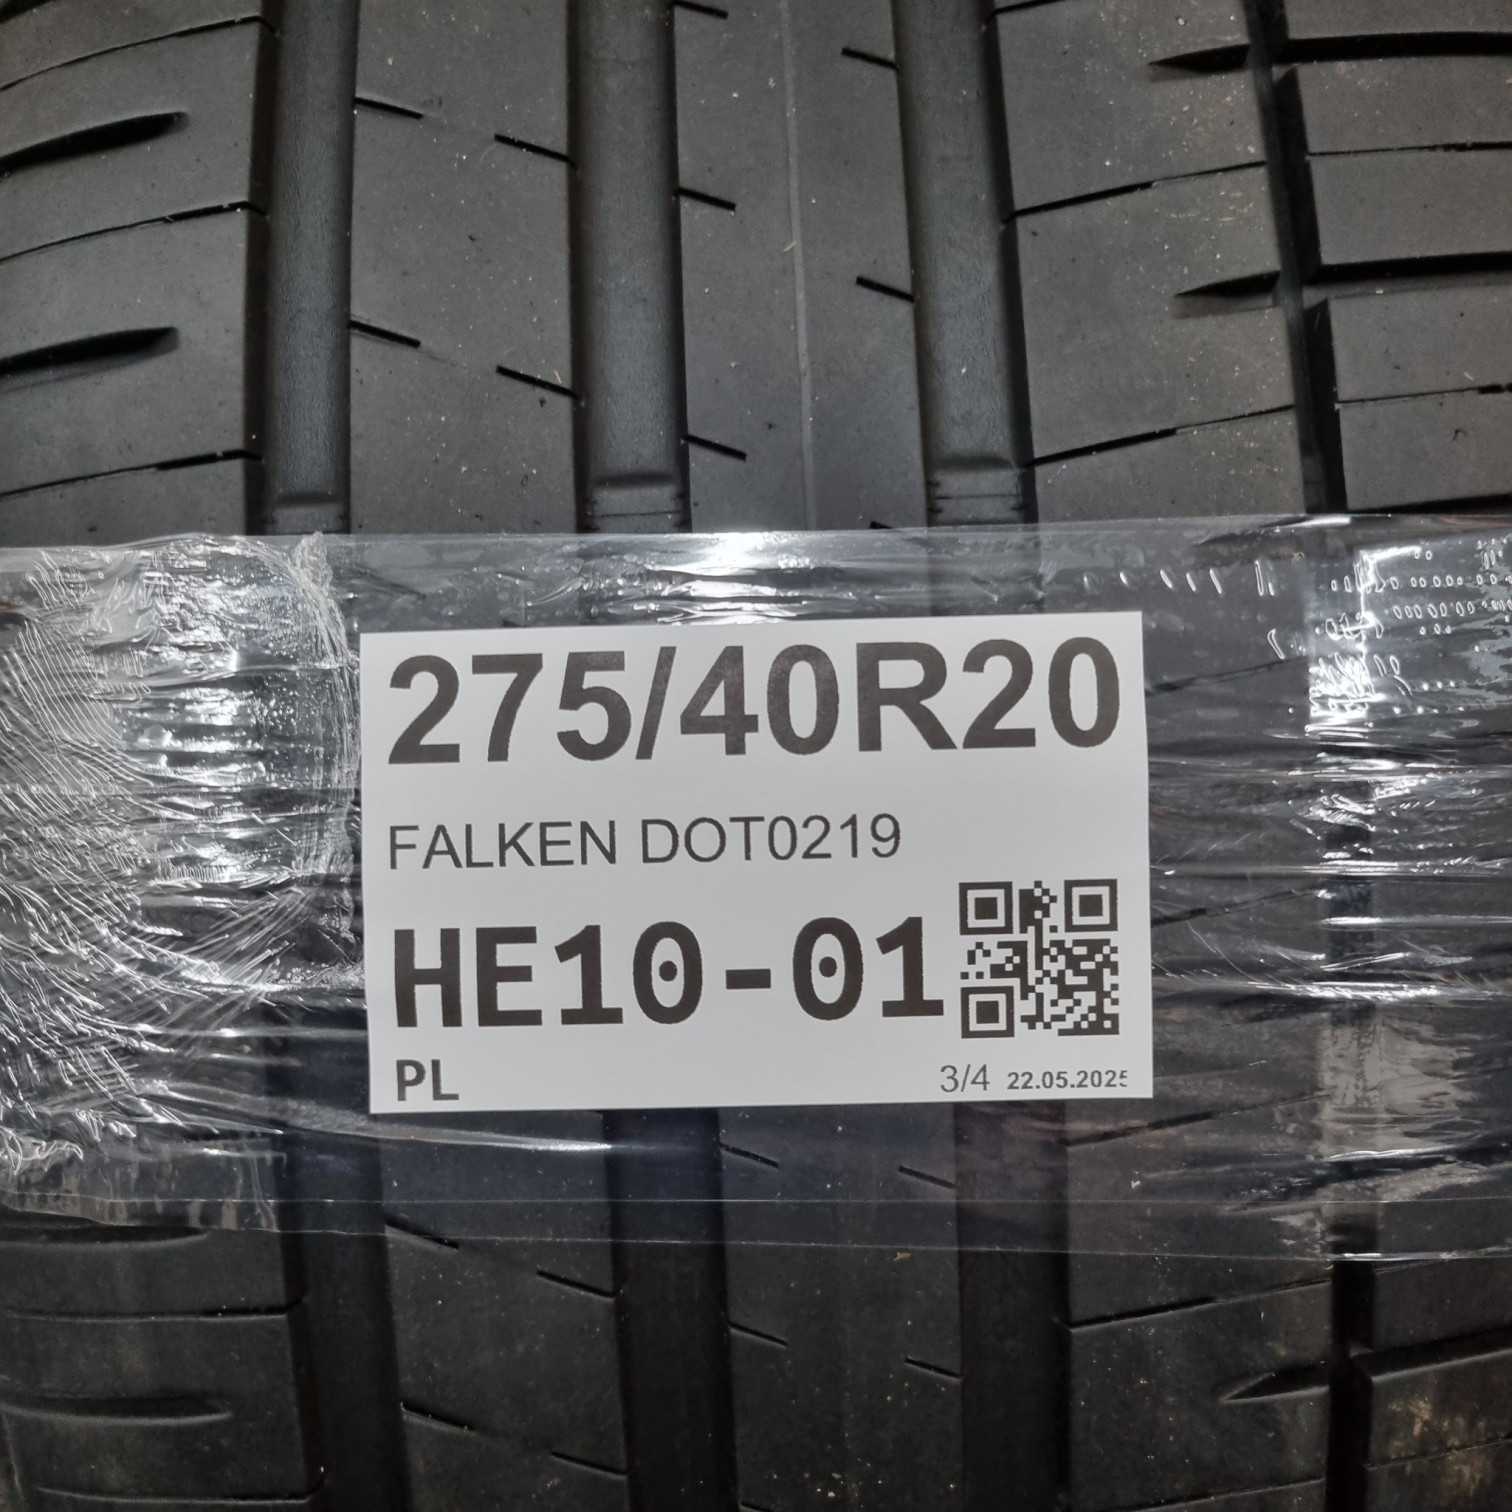 275/40R20
FALKEN DOT0219
HE10-01
PL
3/4 22.05.2025